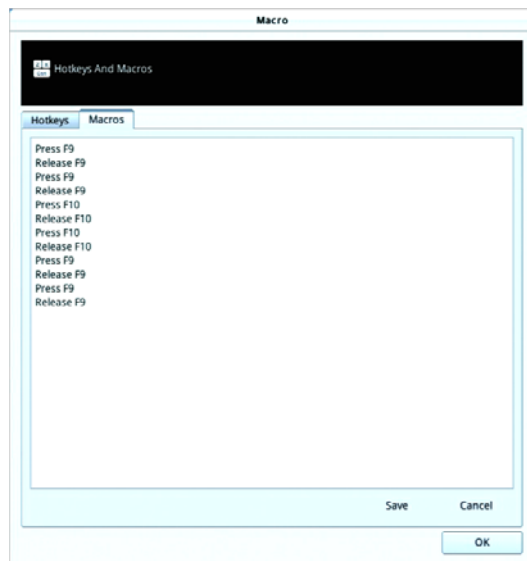 Macro
Hotkeys And Macros
Hotkeys Macros
Press F9
Release F9
Press F9
Release F9
Press F10
Release F10
Press F10
Release F10
Press F9
Release F9
Press F9
Release F9
Save Cancel
OK